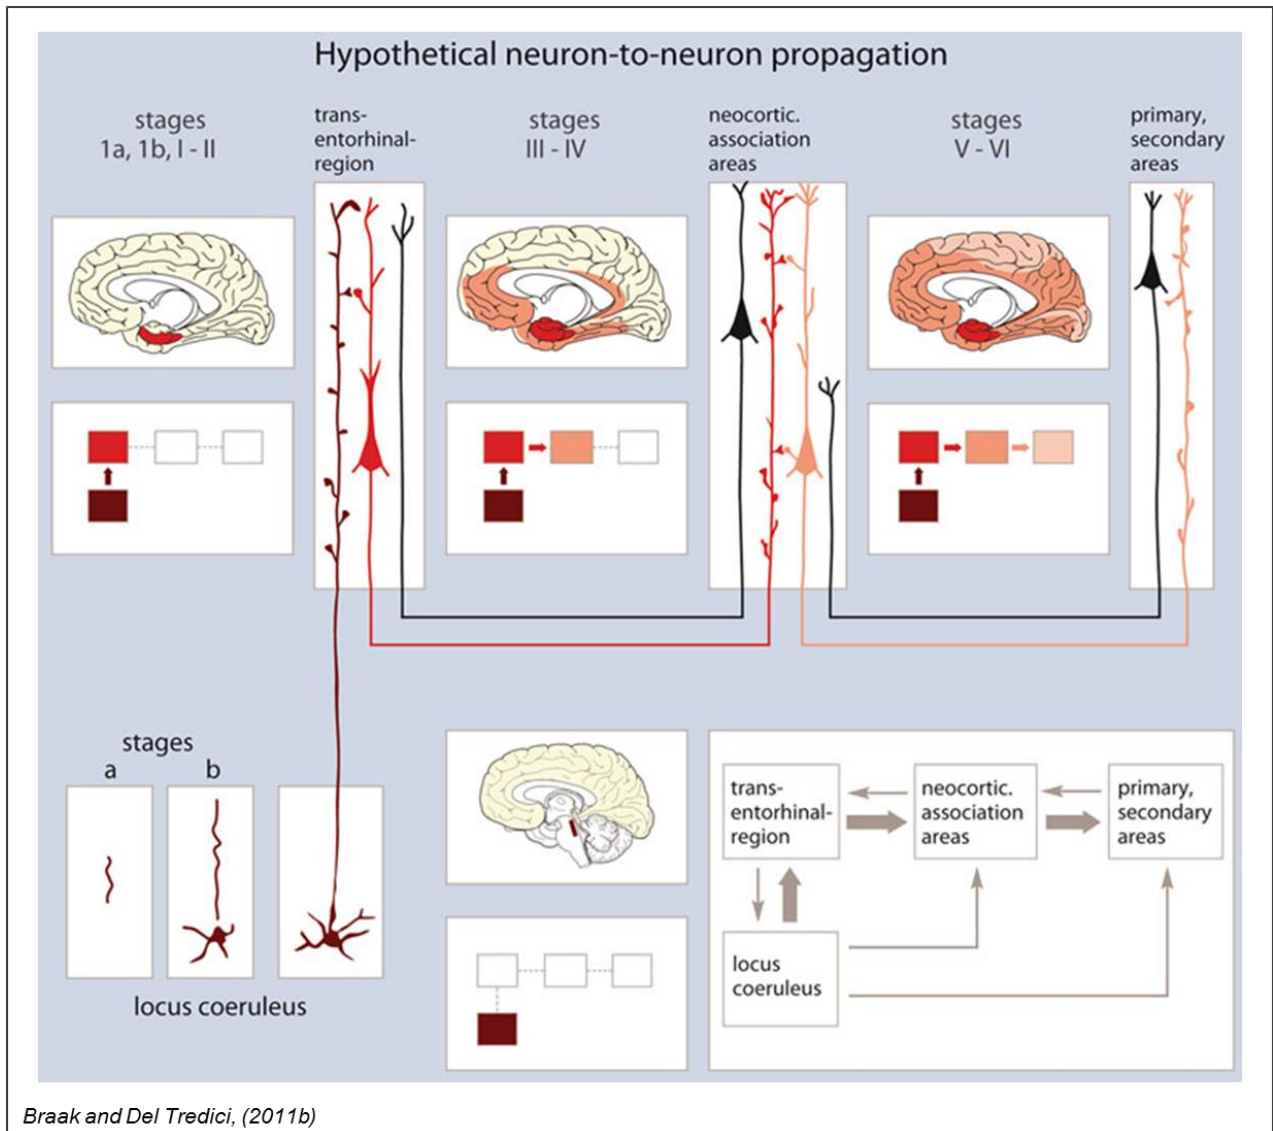 Hypothetical neuron-to-neuron propagation
stages
1a, 1b, I - II
trans-
entorhinal-
region
stages
III - IV
neocortic.
association
areas
stages
V - VI
primary,
secondary
areas
stages
a
b
locus coeruleus
trans-
entorhinal-
region
neocortic.
association
areas
primary,
secondary
areas
locus
coeruleus
Braak and Del Tredici, (2011b)